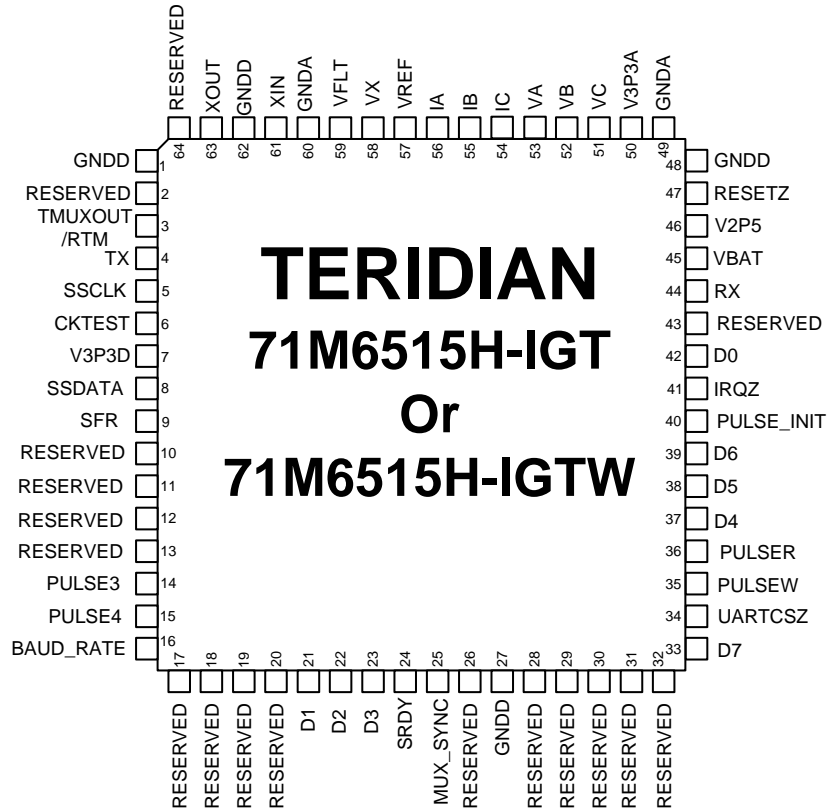 RESERVED
XOUT
GNDD
XIN
GNDA
VFLT
VX
VREF
IA
IB
IC
VA
VB
VC
V3P3A
GNDA
64
63
62
61
60
59
58
57
56
55
54
53
52
51
50
49
GNDD 1
RESERVED 2
TMUXOUT
/RTM 3
TX 4
SSCLK 5
CKTEST 6
V3P3D 7
SSDATA 8
SFR 9
RESERVED 10
RESERVED 11
RESERVED 12
RESERVED 13
PULSE3 14
PULSE4 15
BAUD_RATE 16
TERIDIAN
71M6515H-IGT
Or
71M6515H-IGTW
48 GNDD
47 RESETZ
46 V2P5
45 VBAT
44 RX
43 RESERVED
42 D0
41 IRQZ
40 PULSE_INIT
39 D6
38 D5
37 D4
36 PULSER
35 PULSEW
34 UARTCSZ
33 D7
17
18
19
20
21
22
23
24
25
26
27
28
29
30
31
32
RESERVED
RESERVED
RESERVED
RESERVED
D1
D2
D3
SRDY
MUX_SYNC
RESERVED
GNDD
RESERVED
RESERVED
RESERVED
RESERVED
RESERVED